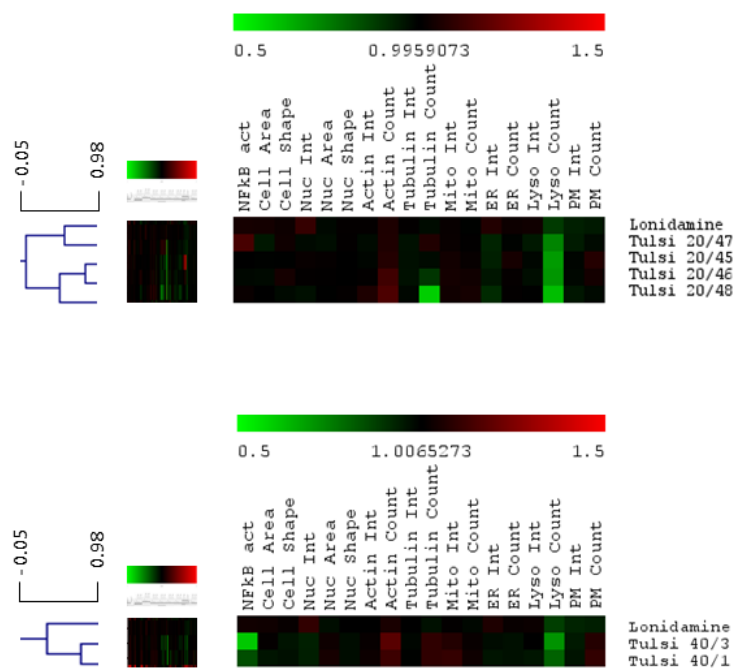 0.5 0.9959073 1.5
-0.05
0.98
NFkB act
Cell Area
Cell Shape
Nuc Int
Nuc Area
Nuc Shape
Actin Int
Actin Count
Tubulin Int
Tubulin Count
Mito Int
Mito Count
ER Int
ER Count
Lyso Int
Lyso Count
PM Int
PM Count
Lonidamine
Tulsi 20/47
Tulsi 20/45
Tulsi 20/46
Tulsi 20/48
0.5 1.0065273 1.5
-0.05
0.98
NFkB act
Cell Area
Cell Shape
Nuc Int
Nuc Area
Nuc Shape
Actin Int
Actin Count
Tubulin Int
Tubulin Count
Mito Int
Mito Count
ER Int
ER Count
Lyso Int
Lyso Count
PM Int
PM Count
Lonidamine
Tulsi 40/3
Tulsi 40/1